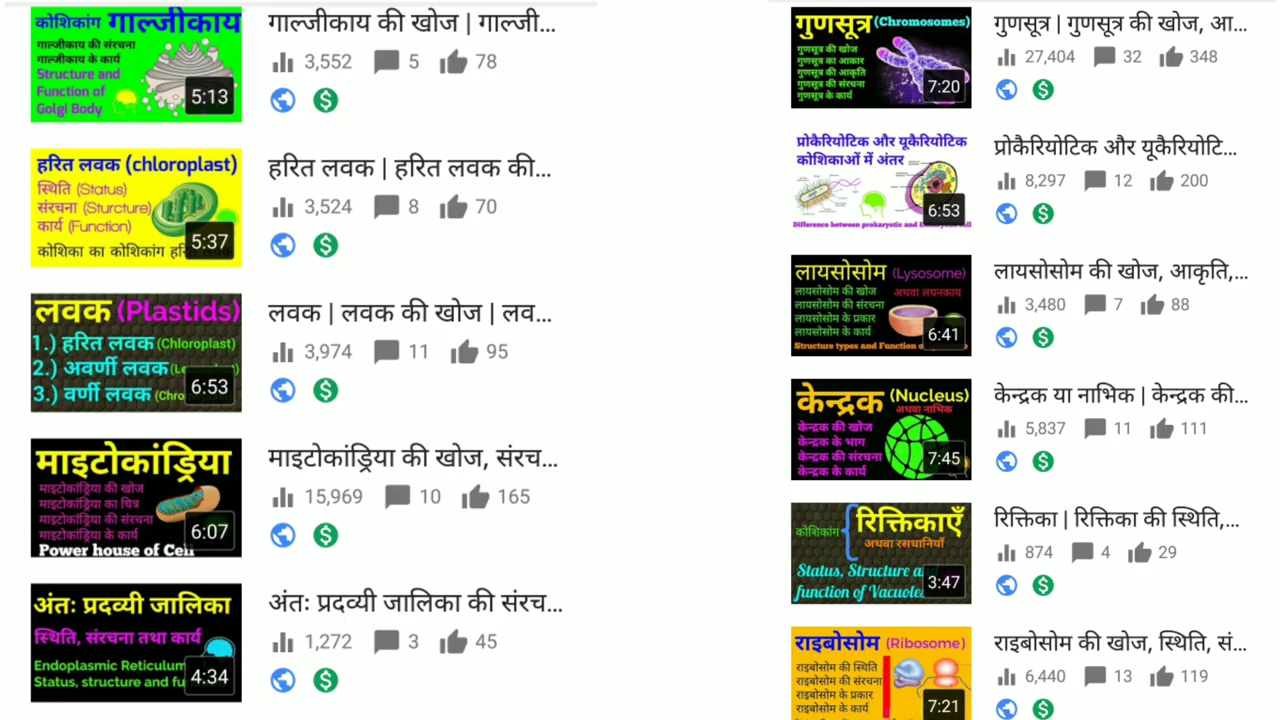 कोशिकांग गाल्जीकाय
गाल्जीकाय की संरचना
गाल्जीकाय के कार्य
Structure and
Function of
Golgi Body
5:13
गाल्जीकाय की खोज | गाल्जी...
3,552 5 78
हरित लवक (chloroplast)
स्थिति (Status)
संरचना (Sturcture)
कार्य (Function)
कोशिका का कोशिकांग
5:37
हरित लवक | हरित लवक की...
3,524 8 70
लवक (Plastids)
1.) हरित लवक (Chloroplast)
2.) अवर्णी लवक
3.) वर्णी लवक
6:53
लवक | लवक की खोज | लव...
3,974 11 95
माइटोकांड्रिया
माइटोकांड्रिया की खोज
माइटोकांड्रिया का चित्र
माइटोकांड्रिया की संरचना
माइटोकांड्रिया के कार्य
Power house of Cell
6:07
माइटोकांड्रिया की खोज, संरच...
15,969 10 165
अंतः प्रदव्यी जालिका
स्थिति, संरचना तथा कार्य
Endoplasmic Reticulum
Status, structure and fu
4:34
अंतः प्रदव्यी जालिका की संरच...
1,272 3 45
गुणसूत्र (Chromosomes)
गुणसूत्र की खोज
गुणसूत्र का आकार
गुणसूत्र की आकृति
गुणसूत्र की संरचना
गुणसूत्र के कार्य
7:20
गुणसूत्र | गुणसूत्र की खोज, आ...
27,404 32 348
प्रोकैरियोटिक और यूकैरियोटिक
कोशिकाओं में अंतर
6:53
Difference between prokaryotic and Eukaryotic cell
प्रोकैरियोटिक और यूकैरियोटि...
8,297 12 200
लायसोसोम (Lysosome)
लायसोसोम की खोज अथवा लयनकाय
लायसोसोम की संरचना
लायसोसोम के प्रकार
लायसोसोम के कार्य
Structure types and Function
6:41
लायसोसोम की खोज, आकृति,...
3,480 7 88
केन्द्रक (Nucleus)
अथवा नाभिक
केन्द्रक की खोज
केन्द्रक के भाग
केन्द्रक की संरचना
केन्द्रक के कार्य
7:45
केन्द्रक या नाभिक | केन्द्रक की...
5,837 11 111
कोशिकांग रिक्तिकाएँ
अथवा रसधानियाँ
Status, Structure
function of Vacuole
3:47
रिक्तिका | रिक्तिका की स्थिति,...
874 4 29
राइबोसोम (Ribosome)
राइबोसोम की स्थिति
राइबोसोम की संरचना
राइबोसोम के प्रकार
राइबोसोम के कार्य
7:21
राइबोसोम की खोज, स्थिति, सं...
6,440 13 119